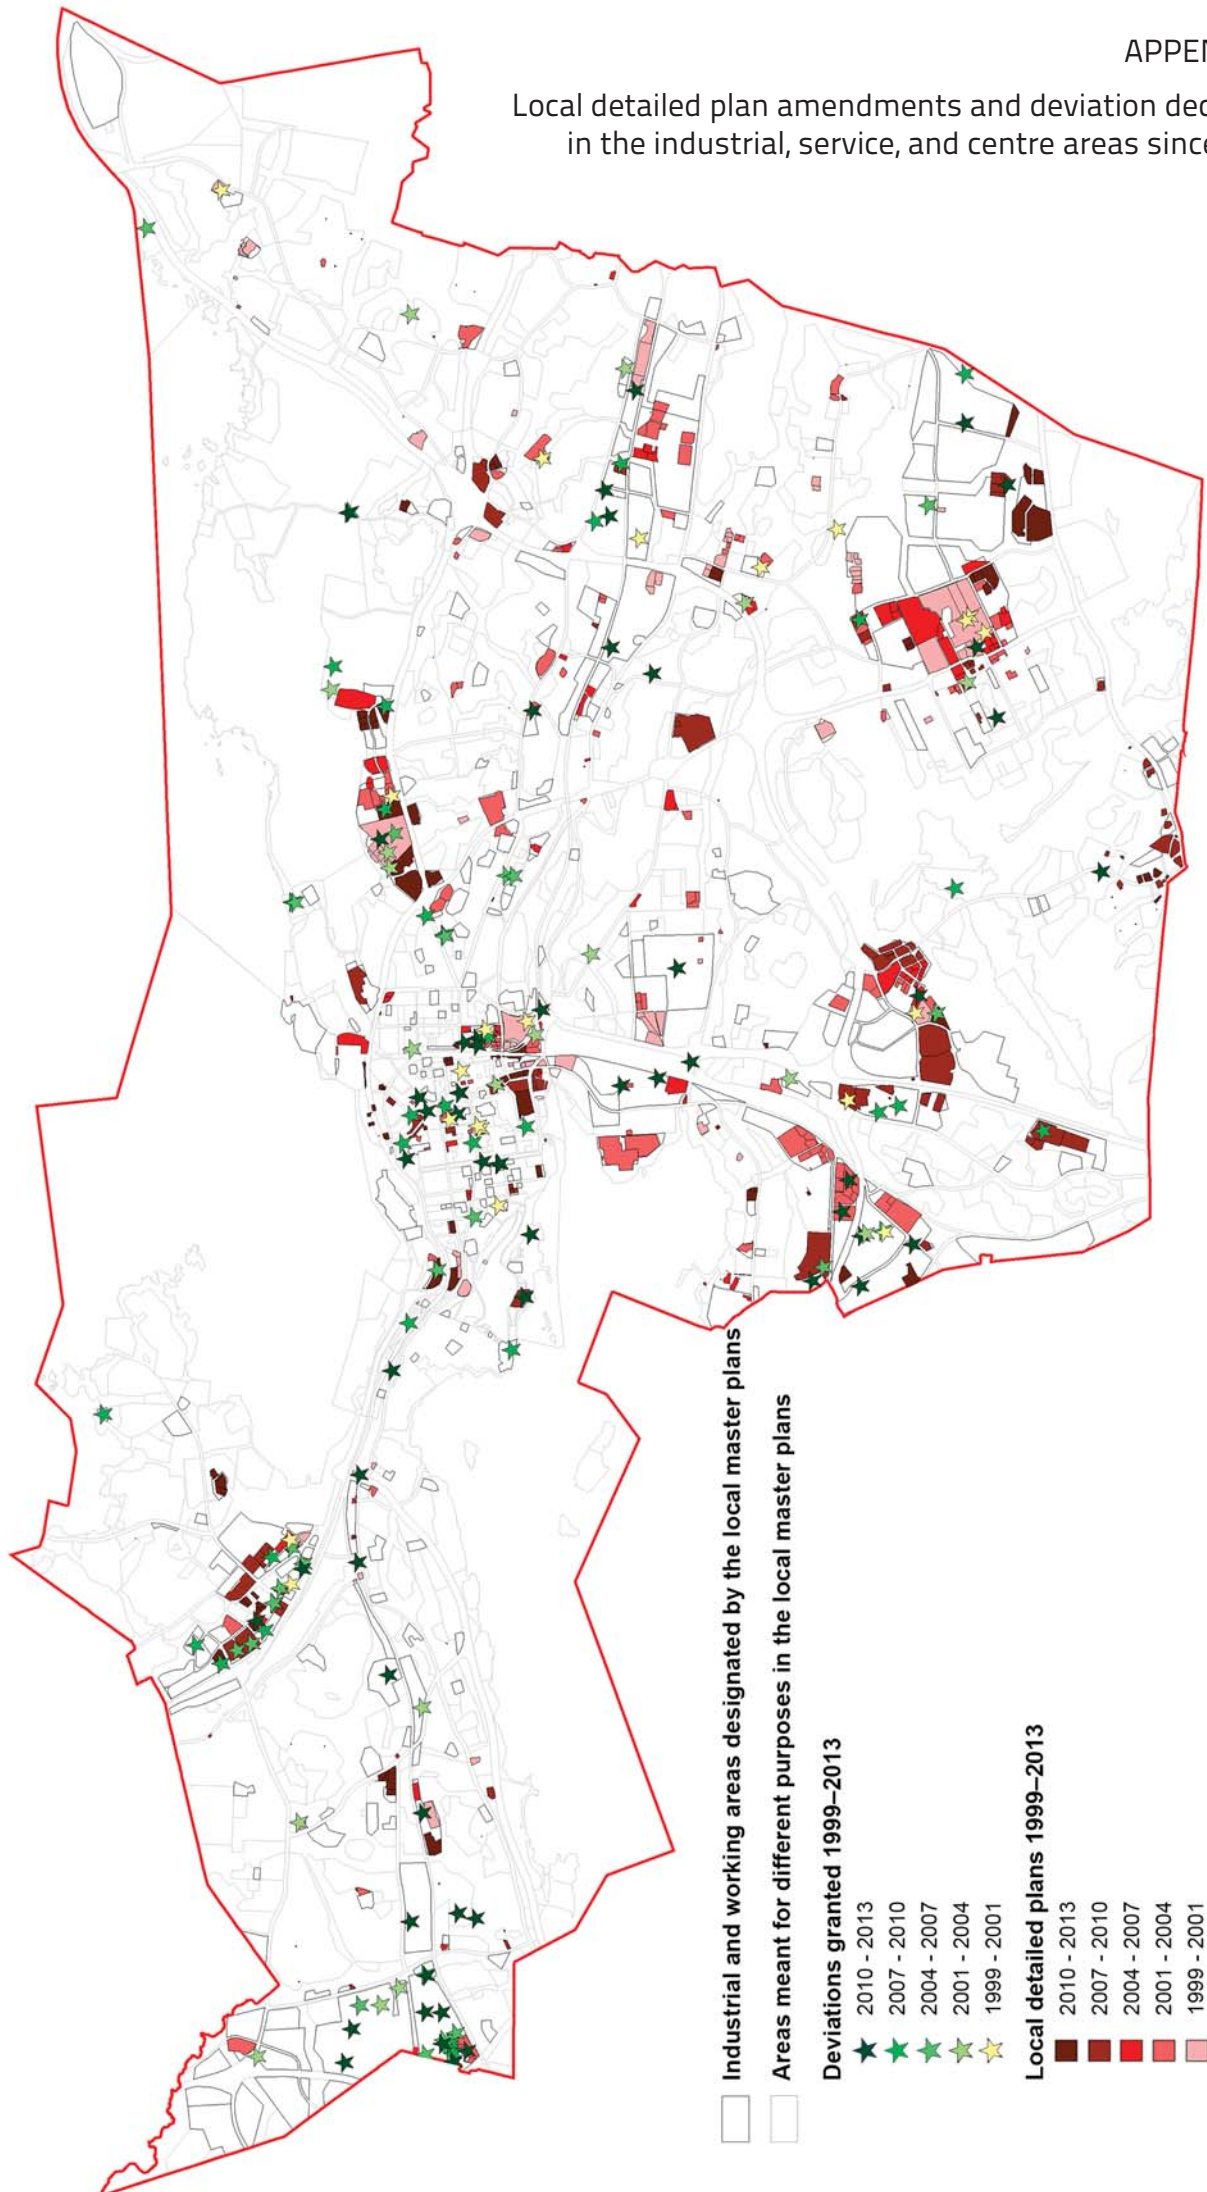 APPEN
Local detailed plan amendments and deviation dec
in the industrial, service, and centre areas since
Industrial and working areas designated by the local master plans
Areas meant for different purposes in the local master plans
Deviations granted 1999–2013
2010 - 2013
2007 - 2010
2004 - 2007
2001 - 2004
1999 - 2001
Local detailed plans 1999–2013
2010 - 2013
2007 - 2010
2004 - 2007
2001 - 2004
1999 - 2001